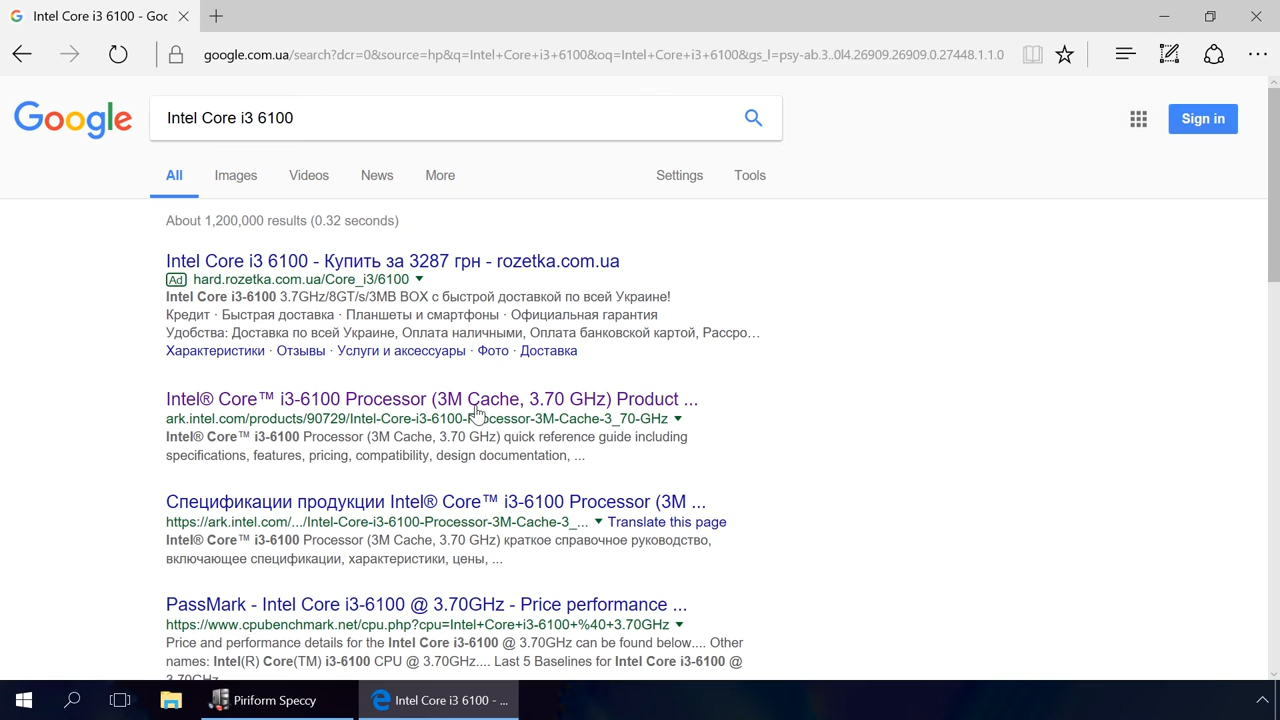 Intel Core i3 6100 - Goo
google.com.ua/search?dcr=0&source=hp&q=Intel+Core+i3+6100&oq=Intel+Core+i3+6100&gs_l=psy-ab.3..0l4.26909.26909.0.27448.1.1.0
Google
Intel Core i3 6100
Sign in
All Images Videos News More Settings Tools
About 1,200,000 results (0.32 seconds)
Intel Core i3 6100 - Купить за 3287 грн - rozetka.com.ua
Ad hard.rozetka.com.ua/Core_i3/6100
Intel Core i3-6100 3.7GHz/8GT/s/3MB BOX с быстрой доставкой по всей Украине!
Кредит · Быстрая доставка · Планшеты и смартфоны · Официальная гарантия
Удобства: Доставка по всей Украине, Оплата наличными, Оплата банковской картой, Рассро…
Характеристики · Отзывы · Услуги и аксессуары · Фото · Доставка
Intel® Core™ i3-6100 Processor (3M Cache, 3.70 GHz) Product ...
ark.intel.com/products/90729/Intel-Core-i3-6100-Processor-3M-Cache-3_70-GHz
Intel® Core™ i3-6100 Processor (3M Cache, 3.70 GHz) quick reference guide including
specifications, features, pricing, compatibility, design documentation, ...
Спецификации продукции Intel® Core™ i3-6100 Processor (3M ...
https://ark.intel.com/.../Intel-Core-i3-6100-Processor-3M-Cache-3_... Translate this page
Intel® Core™ i3-6100 Processor (3M Cache, 3.70 GHz) краткое справочное руководство,
включающее спецификации, характеристики, цены, ...
PassMark - Intel Core i3-6100 @ 3.70GHz - Price performance ...
https://www.cpubenchmark.net/cpu.php?cpu=Intel+Core+i3-6100+%40+3.70GHz
Price and performance details for the Intel Core i3-6100 @ 3.70GHz can be found below.... Other
names: Intel(R) Core(TM) i3-6100 CPU @ 3.70GHz.... Last 5 Baselines for Intel Core i3-6100 @
3.70GHz
Piriform Speccy
Intel Core i3 6100 - ...